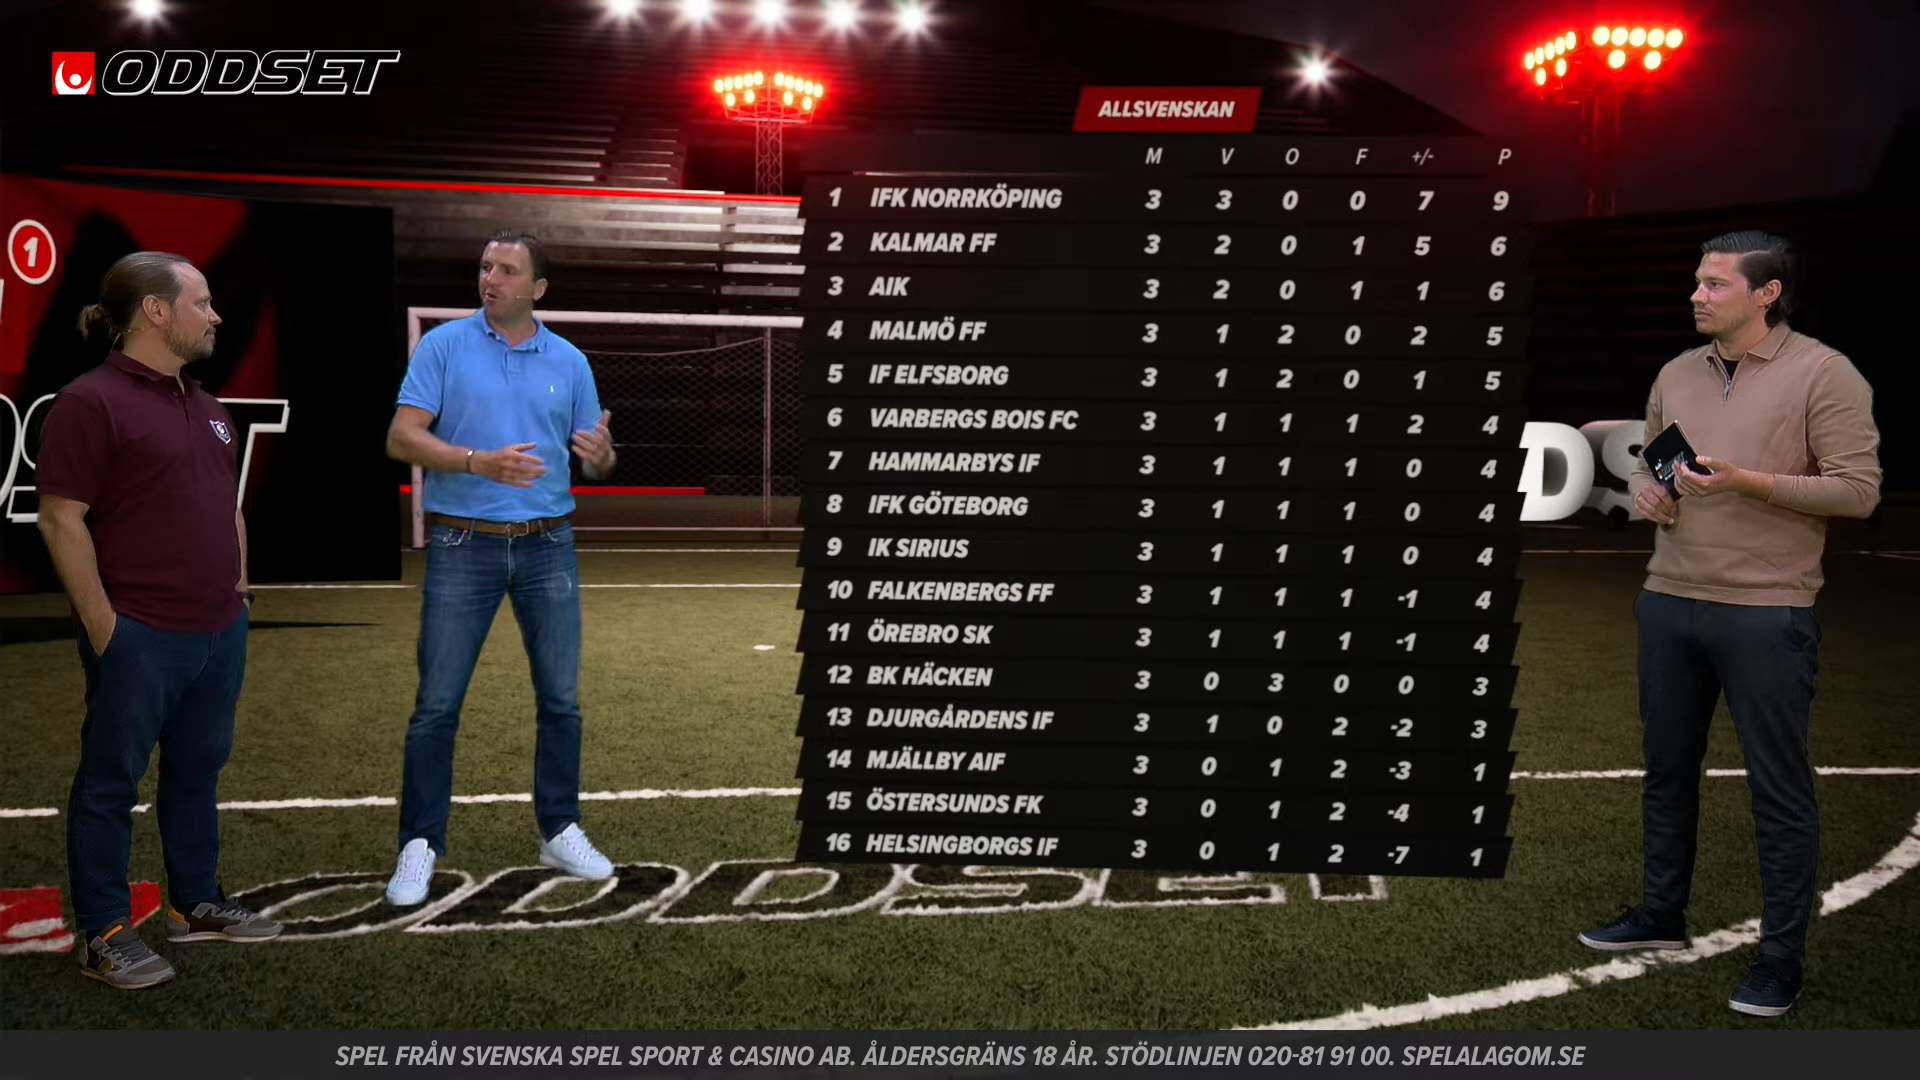 ODDSET
ALLSVENSKAN
M V O F +/- P
1 IFK NORRKÖPING 3 3 0 0 7 9
2 KALMAR FF 3 2 0 1 5 6
3 AIK 3 2 0 1 1 6
4 MALMÖ FF 3 1 2 0 2 5
5 IF ELFSBORG 3 1 2 0 1 5
6 VARBERGS BOIS FC 3 1 1 1 2 4
7 HAMMARBYS IF 3 1 1 1 0 4
8 IFK GÖTEBORG 3 1 1 1 0 4
9 IK SIRIUS 3 1 1 1 0 4
10 FALKENBERGS FF 3 1 1 1 -1 4
11 ÖREBRO SK 3 1 1 1 -1 4
12 BK HÄCKEN 3 0 3 0 0 3
13 DJURGÅRDENS IF 3 1 0 2 -2 3
14 MJÄLLBY AIF 3 0 1 2 -3 1
15 ÖSTERSUNDS FK 3 0 1 2 -4 1
16 HELSINGBORGS IF 3 0 1 2 -7 1
1
ODDSET
SPEL FRÅN SVENSKA SPEL SPORT & CASINO AB. ÅLDERSGRÄNS 18 ÅR. STÖDLINJEN 020-81 91 00. SPELALAGOM.SE